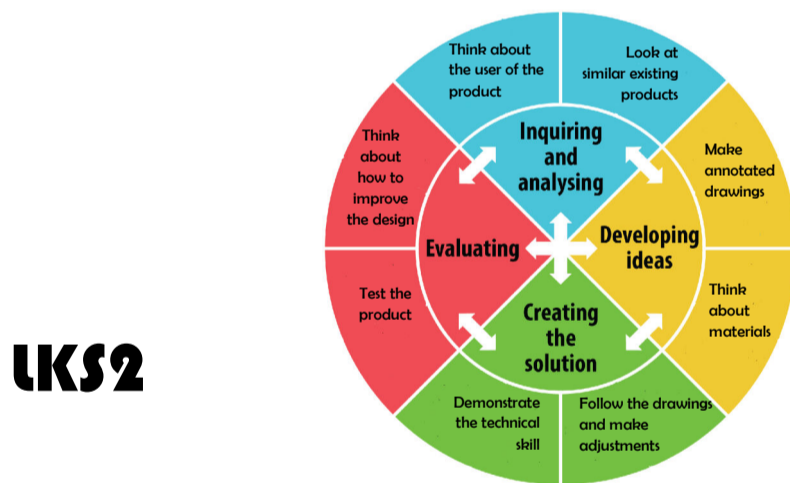 Think about
the user of the
product
Look at
similar existing
products
Think
about
how to
improve
the design
Inquiring
and
analysing
Make
annotated
drawings
Evaluating
Developing
ideas
Test the
product
Creating
the
solution
Think
about
materials
LKS2
Demonstrate
the technical
skill
Follow the drawings
and make
adjustments